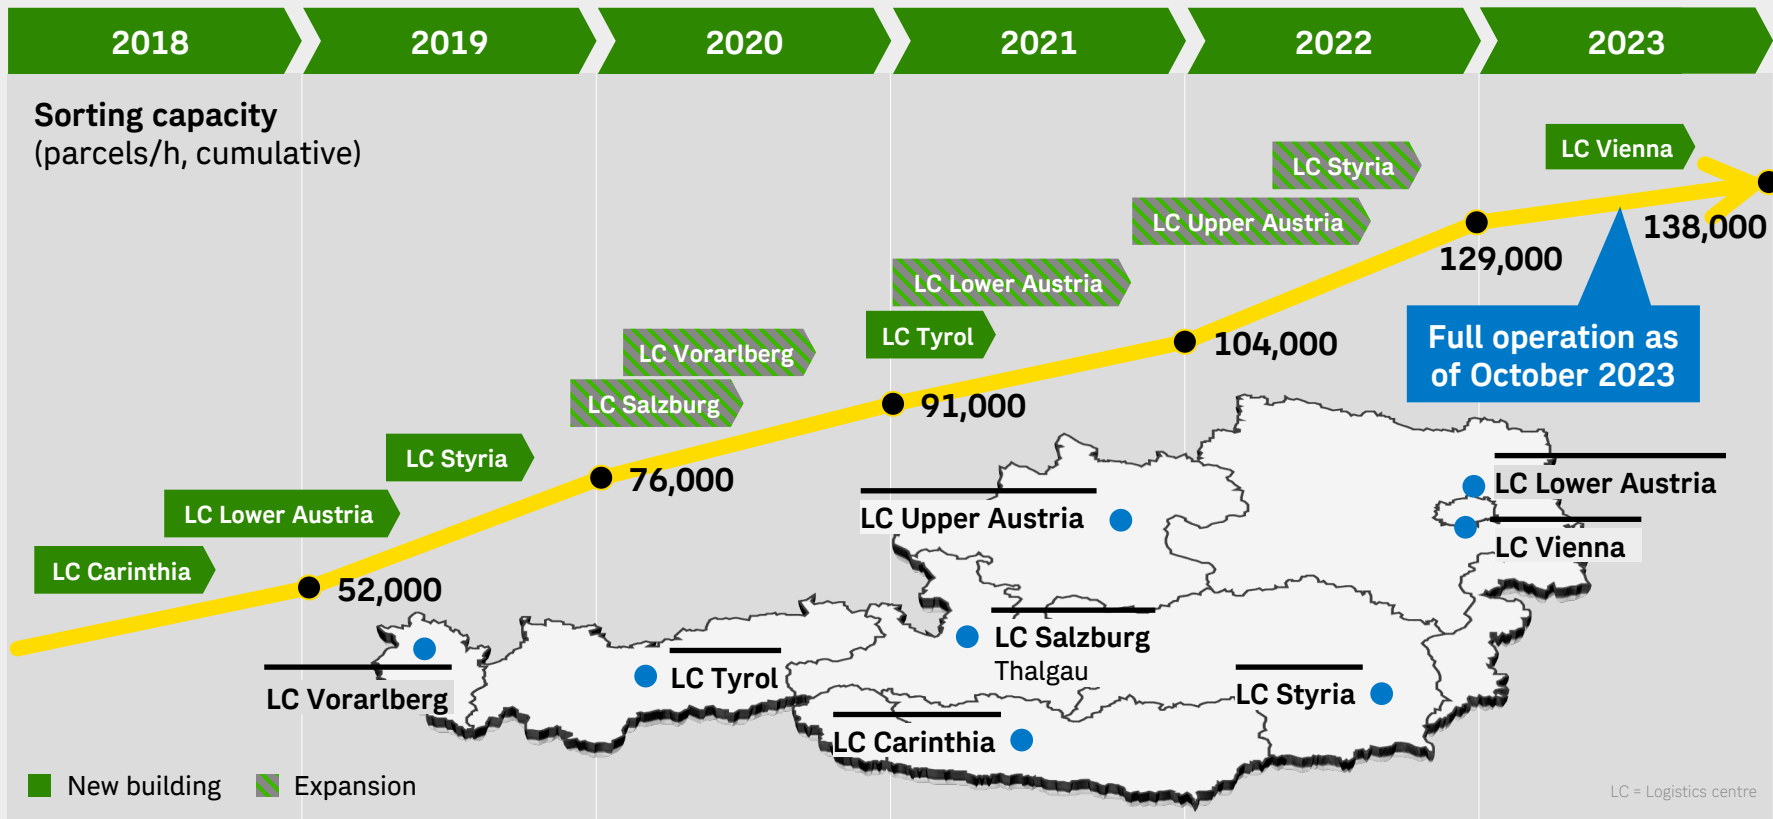 2018
2019
2020
2021
2022
2023
Sorting capacity
(parcels/h, cumulative)
LC Vienna
LC Styria
138,000
LC Upper Austria
129,000
LC Lower Austria
LC Tyrol
104,000
Full operation as
of October 2023
LC Vorarlberg
LC Salzburg
91,000
LC Styria
76,000
LC Lower Austria
LC Carinthia
52,000
LC Lower Austria
LC Upper Austria
LC Vienna
LC Salzburg
Thalgau
LC Tyrol
LC Vorarlberg
LC Styria
LC Carinthia
New building
Expansion
LC = Logistics centre